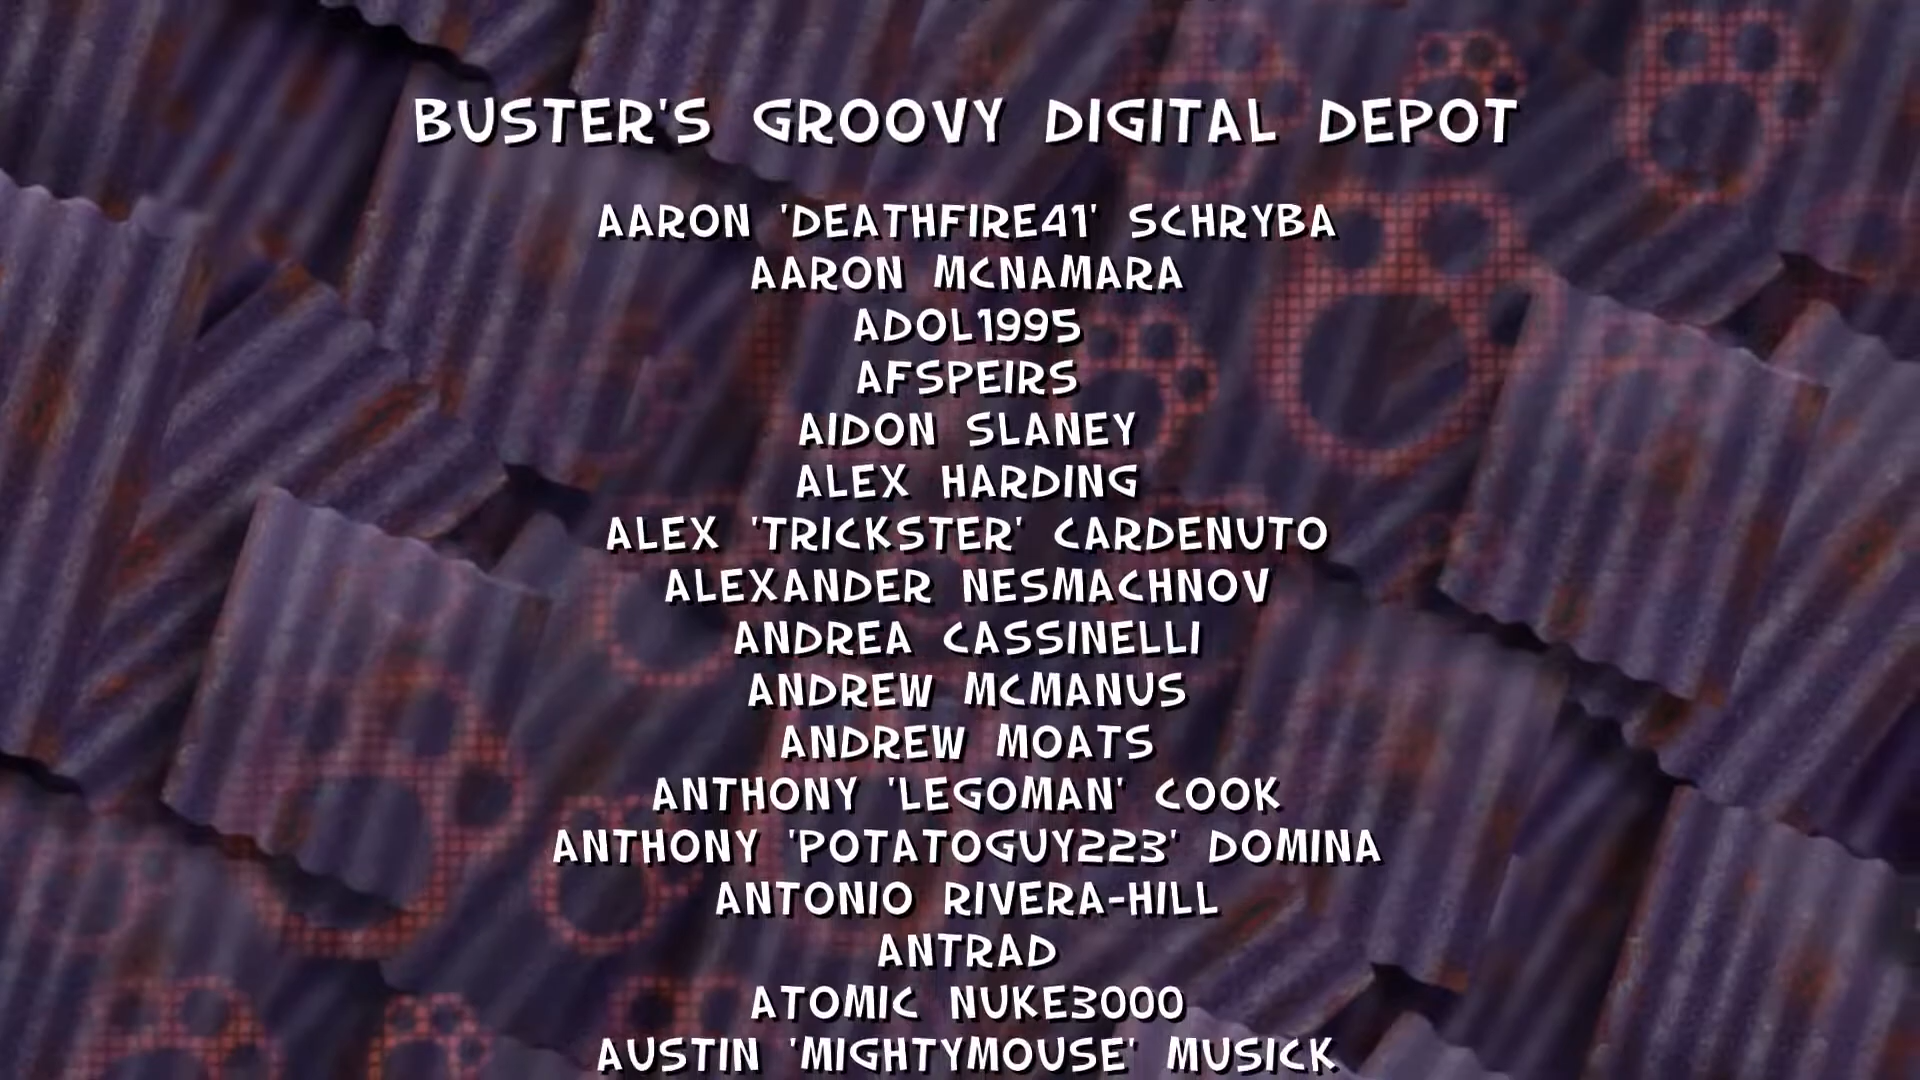 BUSTER'S GROOVY DIGITAL DEPOT
AARON 'DEATHFIRE41' SCHRYBA
AARON MCNAMARA
ADOL1995
AFSPEIRS
AIDON SLANEY
ALEX HARDING
ALEX 'TRICKSTER' CARDENUTO
ALEXANDER NESMACHNOV
ANDREA CASSINELLI
ANDREW MCMANUS
ANDREW MOATS
ANTHONY 'LEGOMAN' COOK
ANTHONY 'POTATOGUY223' DOMINA
ANTONIO RIVERA-HILL
ANTRAD
ATOMIC NUKE3000
AUSTIN 'MIGHTYMOUSE' MUSICK